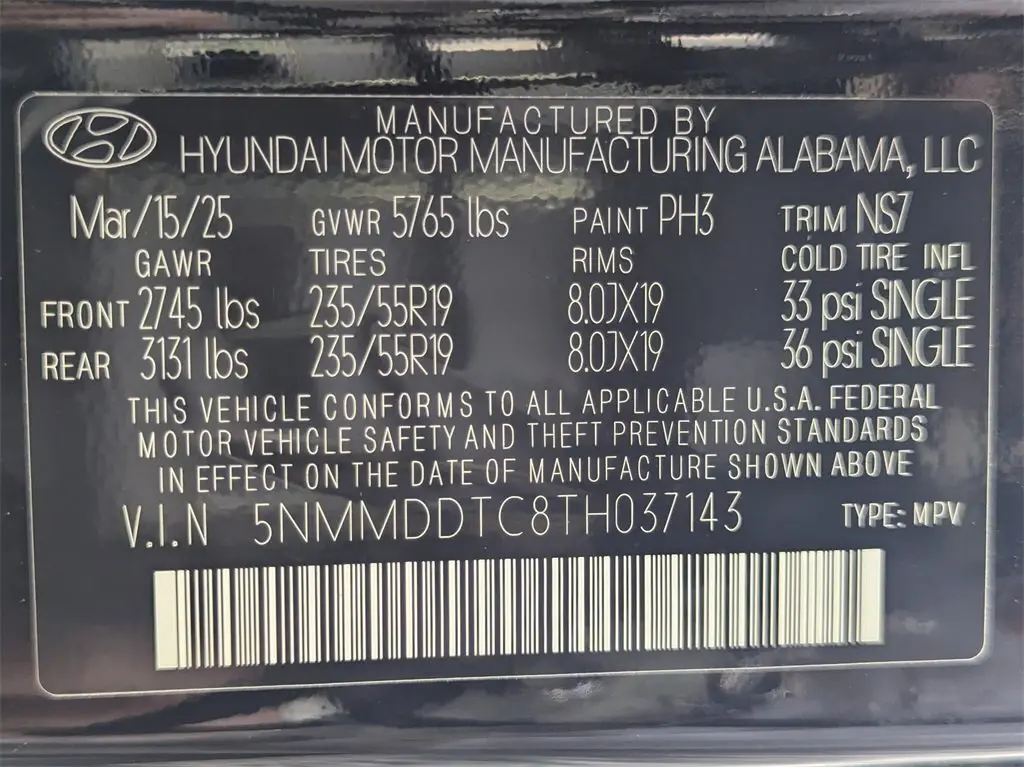 MANUFACTURED BY
HYUNDAI MOTOR MANUFACTURING ALABAMA, LLC
Mar/15/25 GVWR 5765 lbs PAINT PH3 TRIM NS7
GAWR TIRES RIMS COLD TIRE INFL
FRONT 2745 lbs 235/55R19 8.0JX19 33 psi SINGLE
REAR 3131 lbs 235/55R19 8.0JX19 36 psi SINGLE
THIS VEHICLE CONFORMS TO ALL APPLICABLE U.S.A. FEDERAL
MOTOR VEHICLE SAFETY AND THEFT PREVENTION STANDARDS
IN EFFECT ON THE DATE OF MANUFACTURE SHOWN ABOVE
V.I.N 5NMMDDTC8TH037143 TYPE: MPV